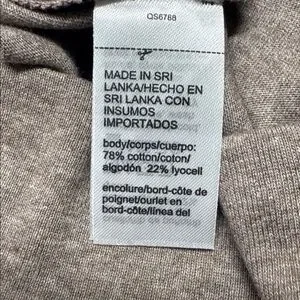 QS6768
MADE IN SRI
LANKA/HECHO EN
SRI LANKA CON
INSUMOS
IMPORTADOS
body/corps/cuerpo:
78% cotton/coton/
algodón 22% lyocell
encolure/bord-côte de
poignet/ourlet en
bord-côte/línea del